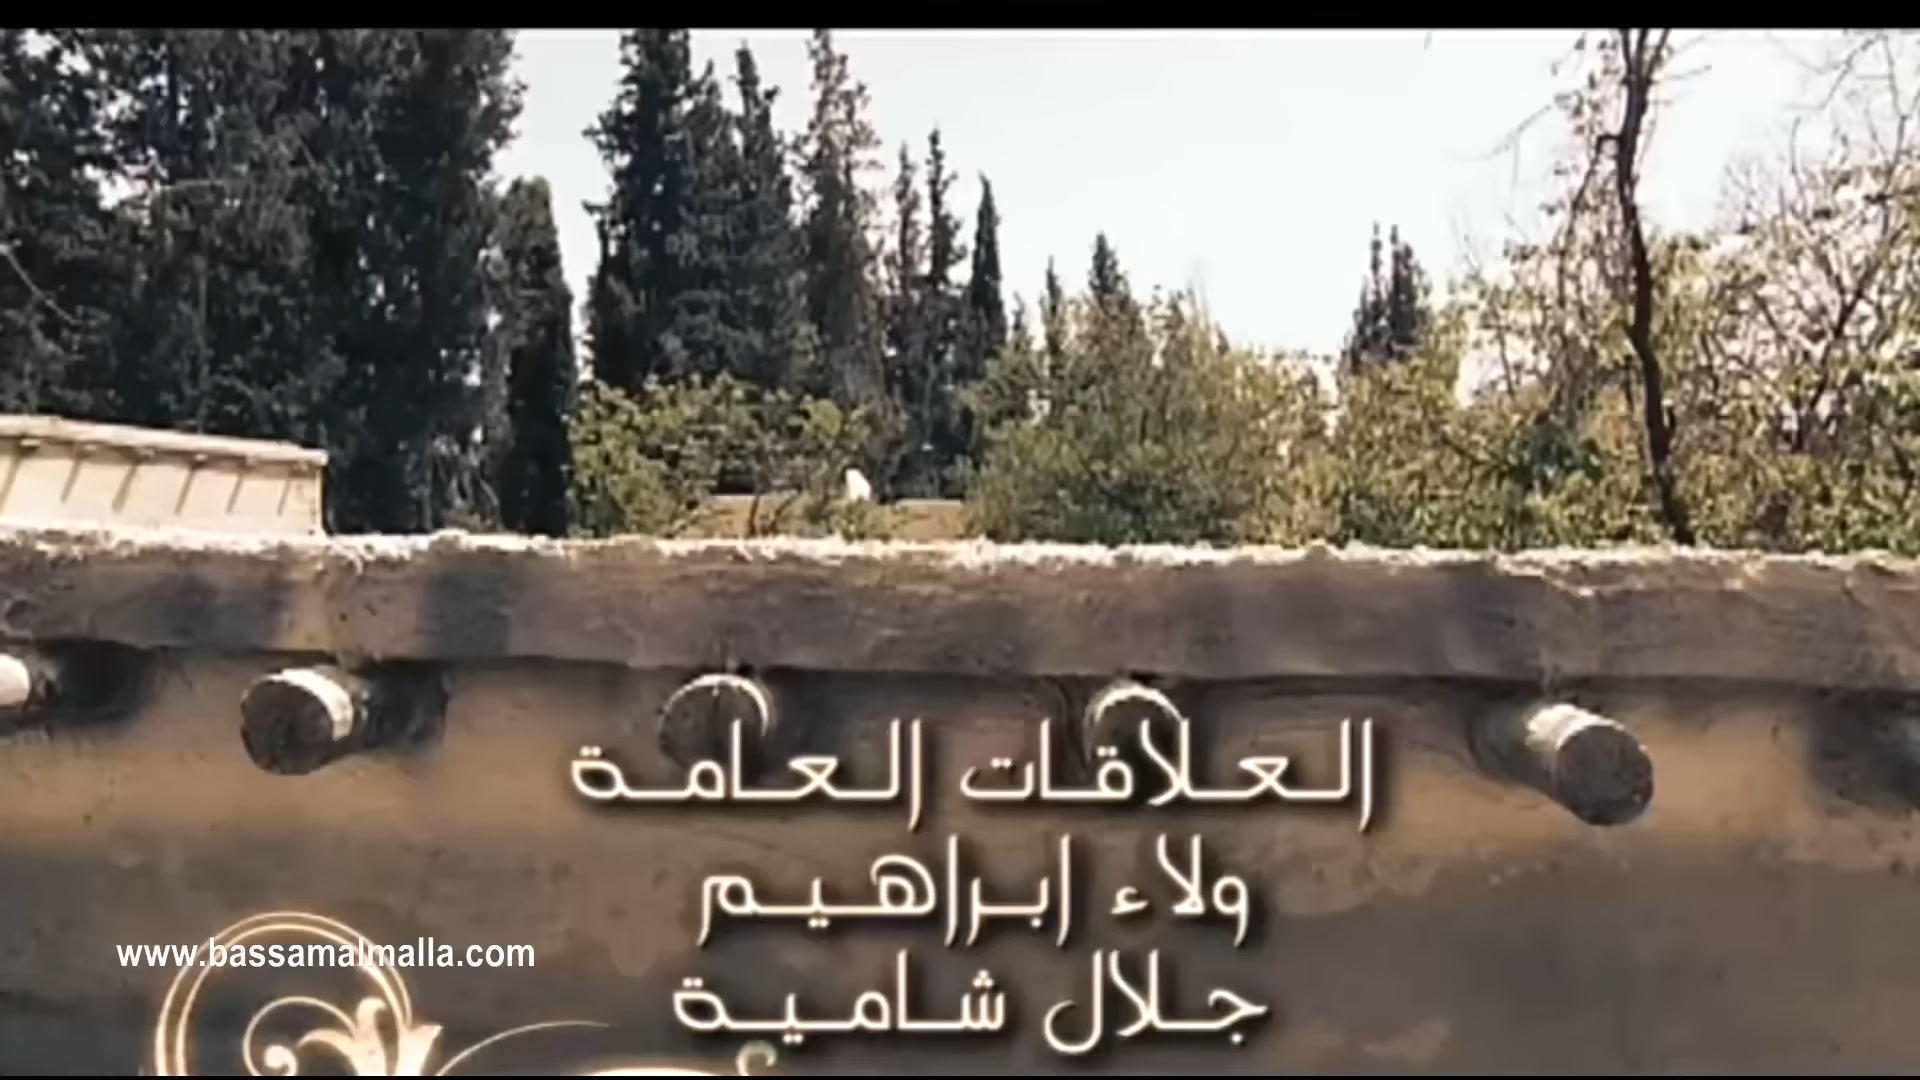 العلاقات العامة
ولاء ابراهيم
جلال شامية
www.bassamalmalla.com